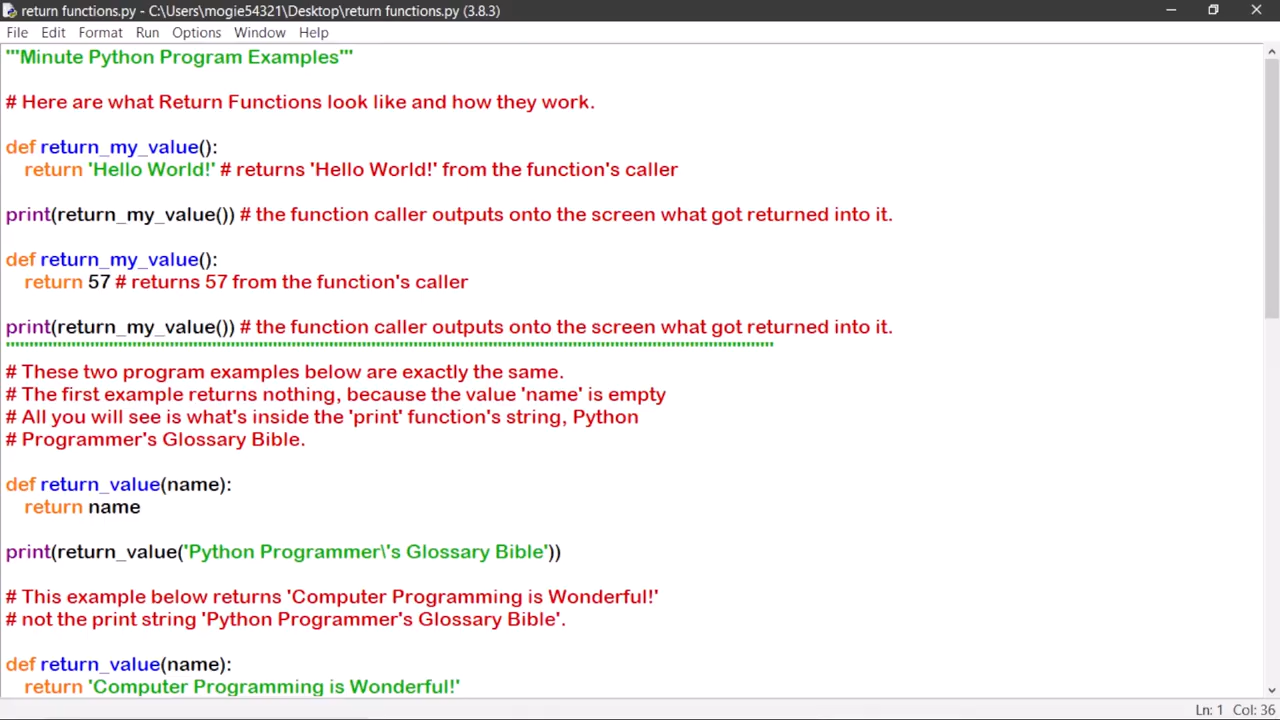 return functions.py - C:\Users\mogie54321\Desktop\return functions.py (3.8.3)
File Edit Format Run Options Window Help
'''Minute Python Program Examples'''
# Here are what Return Functions look like and how they work.
def return_my_value():
    return 'Hello World!' # returns 'Hello World!' from the function's caller
print(return_my_value()) # the function caller outputs onto the screen what got returned into it.
def return_my_value():
    return 57 # returns 57 from the function's caller
print(return_my_value()) # the function caller outputs onto the screen what got returned into it.
# These two program examples below are exactly the same.
# The first example returns nothing, because the value 'name' is empty
# All you will see is what's inside the 'print' function's string, Python
# Programmer's Glossary Bible.
def return_value(name):
    return name
print(return_value('Python Programmer\'s Glossary Bible'))
# This example below returns 'Computer Programming is Wonderful!'
# not the print string 'Python Programmer's Glossary Bible'.
def return_value(name):
    return 'Computer Programming is Wonderful!'
Ln: 1 Col: 36